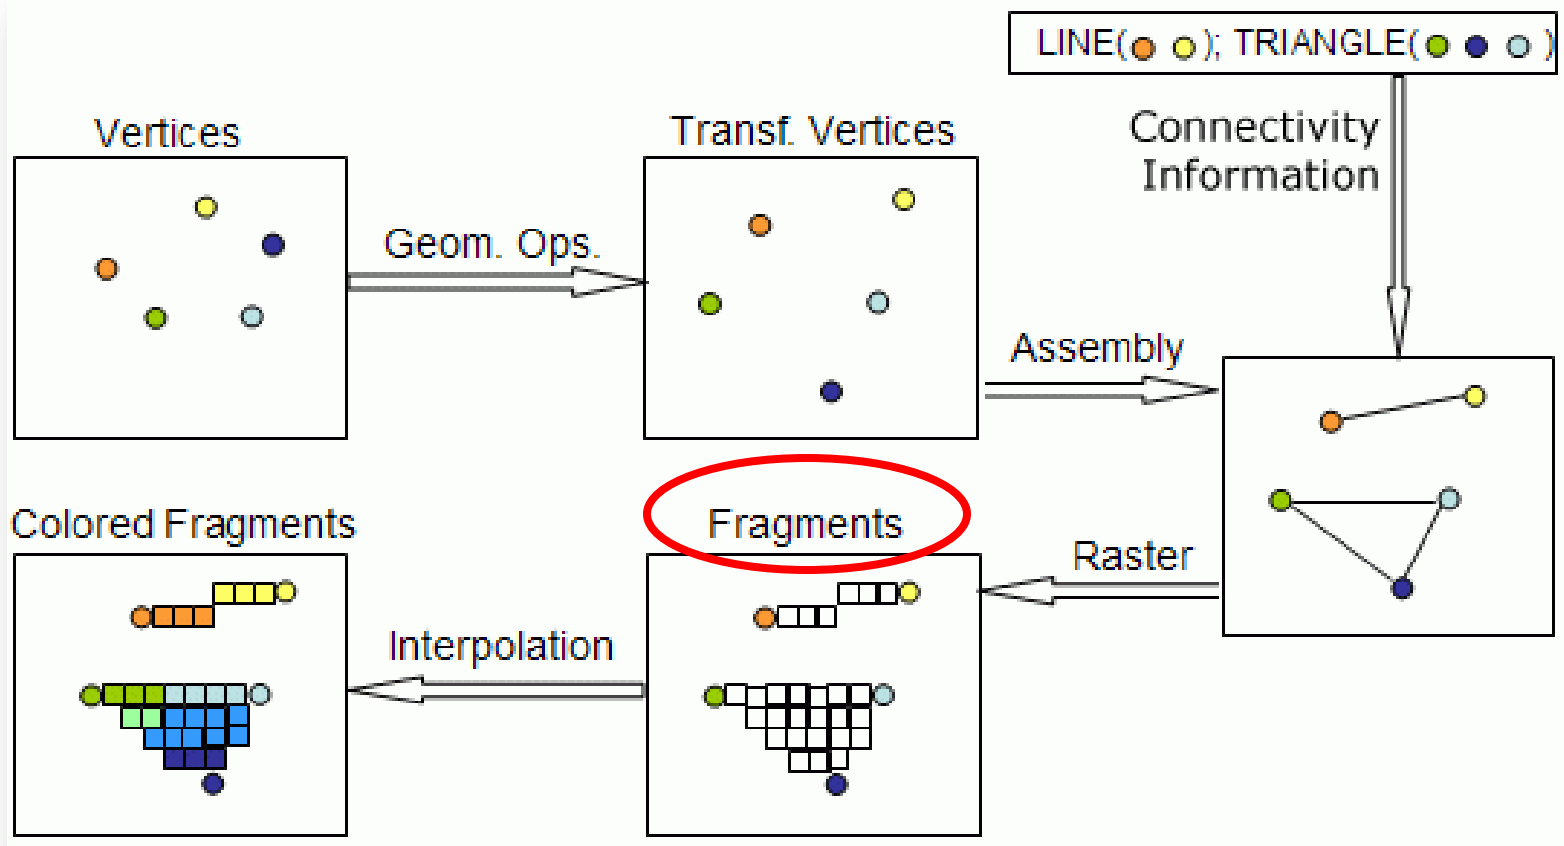 LINE( ); TRIANGLE( )
Vertices
Transf. Vertices
Connectivity
Information
Geom. Ops.
Assembly
Colored Fragments
Fragments
Raster
Interpolation